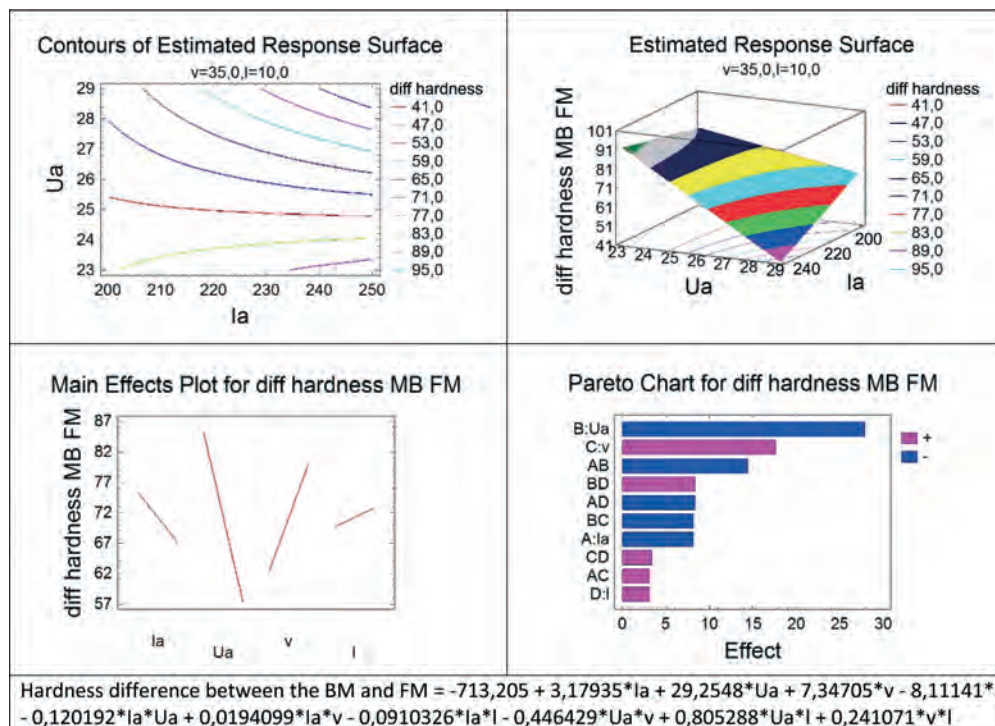 Contours of Estimated Response Surface
v=35,0,l=10,0
Ua
29
28
27
26
25
24
23
200 210 220 230 240 250
Ia
diff hardness
41,0
47,0
53,0
59,0
65,0
71,0
77,0
83,0
89,0
95,0
Estimated Response Surface
v=35,0,l=10,0
diff hardness MB FM
101
91
81
71
61
51
41
23 24 25 26 27 28 29
Ua
240 220 200
Ia
diff hardness
41,0
47,0
53,0
59,0
65,0
71,0
77,0
83,0
89,0
95,0
Main Effects Plot for diff hardness MB FM
diff hardness MB FM
87
82
77
72
67
62
57
Ia Ua v l
Pareto Chart for diff hardness MB FM
B:Ua
C:v
AB
BD
AD
BC
A:Ia
CD
AC
D:l
0 5 10 15 20 25 30
Effect
+
-
Hardness difference between the BM and FM = -713,205 + 3,17935*Ia + 29,2548*Ua + 7,34705*v - 8,11141*
- 0,120192*Ia*Ua + 0,0194099*Ia*v - 0,0910326*Ia*l - 0,446429*Ua*v + 0,805288*Ua*l + 0,241071*v*l